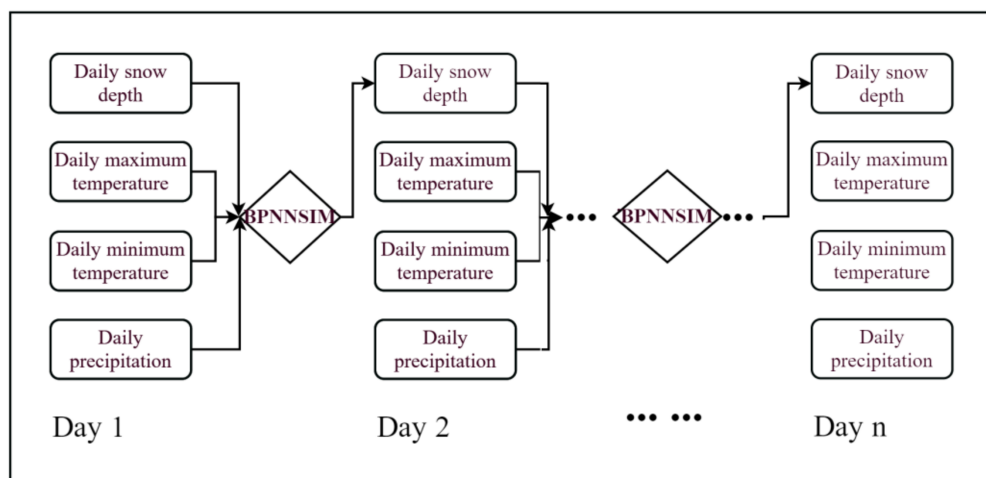 Daily snow
depth
Daily maximum
temperature
Daily minimum
temperature
Daily
precipitation
Day 1
BPNNSIM
Daily snow
depth
Daily maximum
temperature
Daily minimum
temperature
Daily
precipitation
Day 2
...
BPNNSIM
...
... ...
Daily snow
depth
Daily maximum
temperature
Daily minimum
temperature
Daily
precipitation
Day n